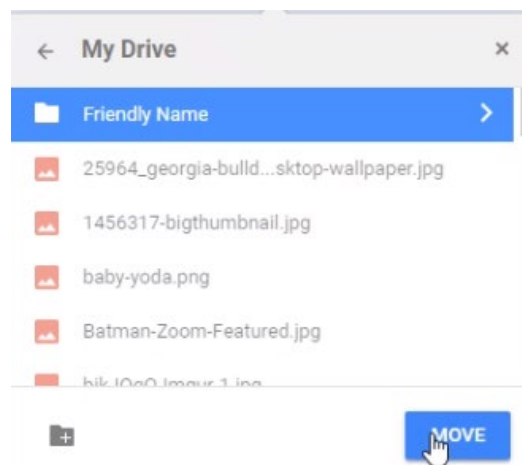 My Drive
Friendly Name
25964_georgia-bulld...sktop-wallpaper.jpg
1456317-bigthumbnail.jpg
baby-yoda.png
Batman-Zoom-Featured.jpg
MOVE